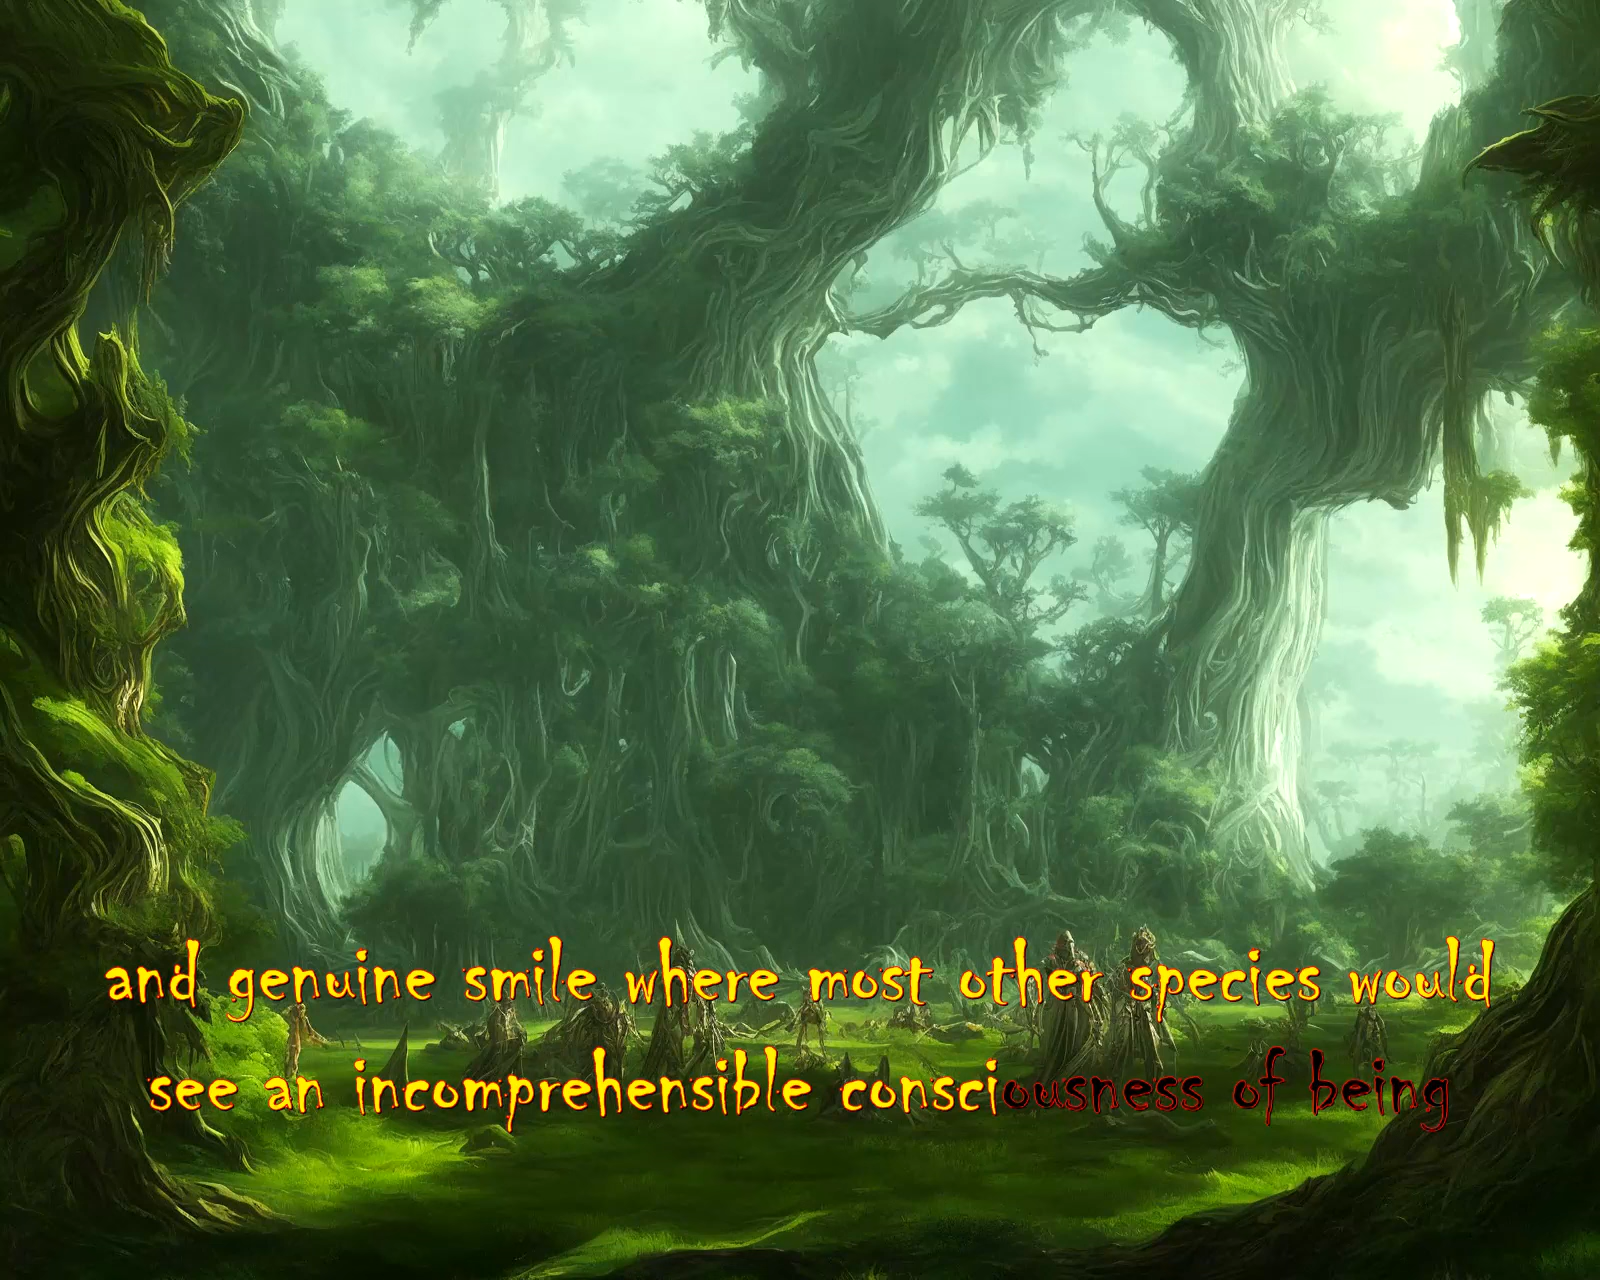 and genuine smile where most other species would
see an incomprehensible consciousness of being